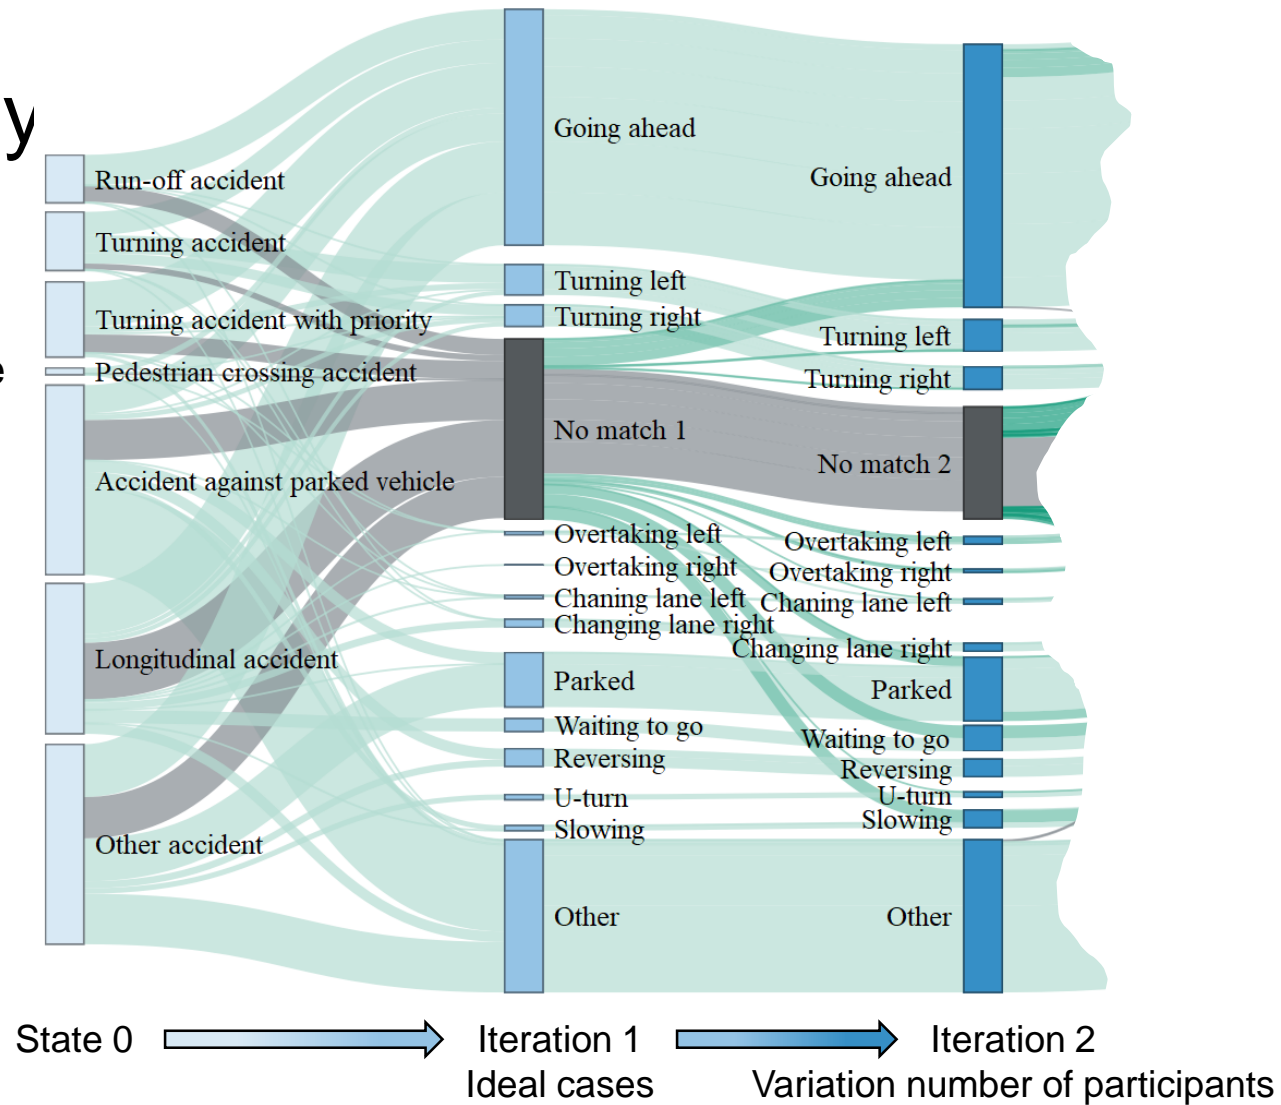 y
e
Run-off accident
Turning accident
Turning accident with priority
Pedestrian crossing accident
Accident against parked vehicle
Longitudinal accident
Other accident
Going ahead
Turning left
Turning right
No match 1
Overtaking left
Overtaking right
Chaning lane left
Changing lane right
Parked
Waiting to go
Reversing
U-turn
Slowing
Other
Going ahead
Turning left
Turning right
No match 2
Overtaking left
Overtaking right
Chaning lane left
Changing lane right
Parked
Waiting to go
Reversing
U-turn
Slowing
Other
State 0
Iteration 1
Iteration 2
Ideal cases
Variation number of participants